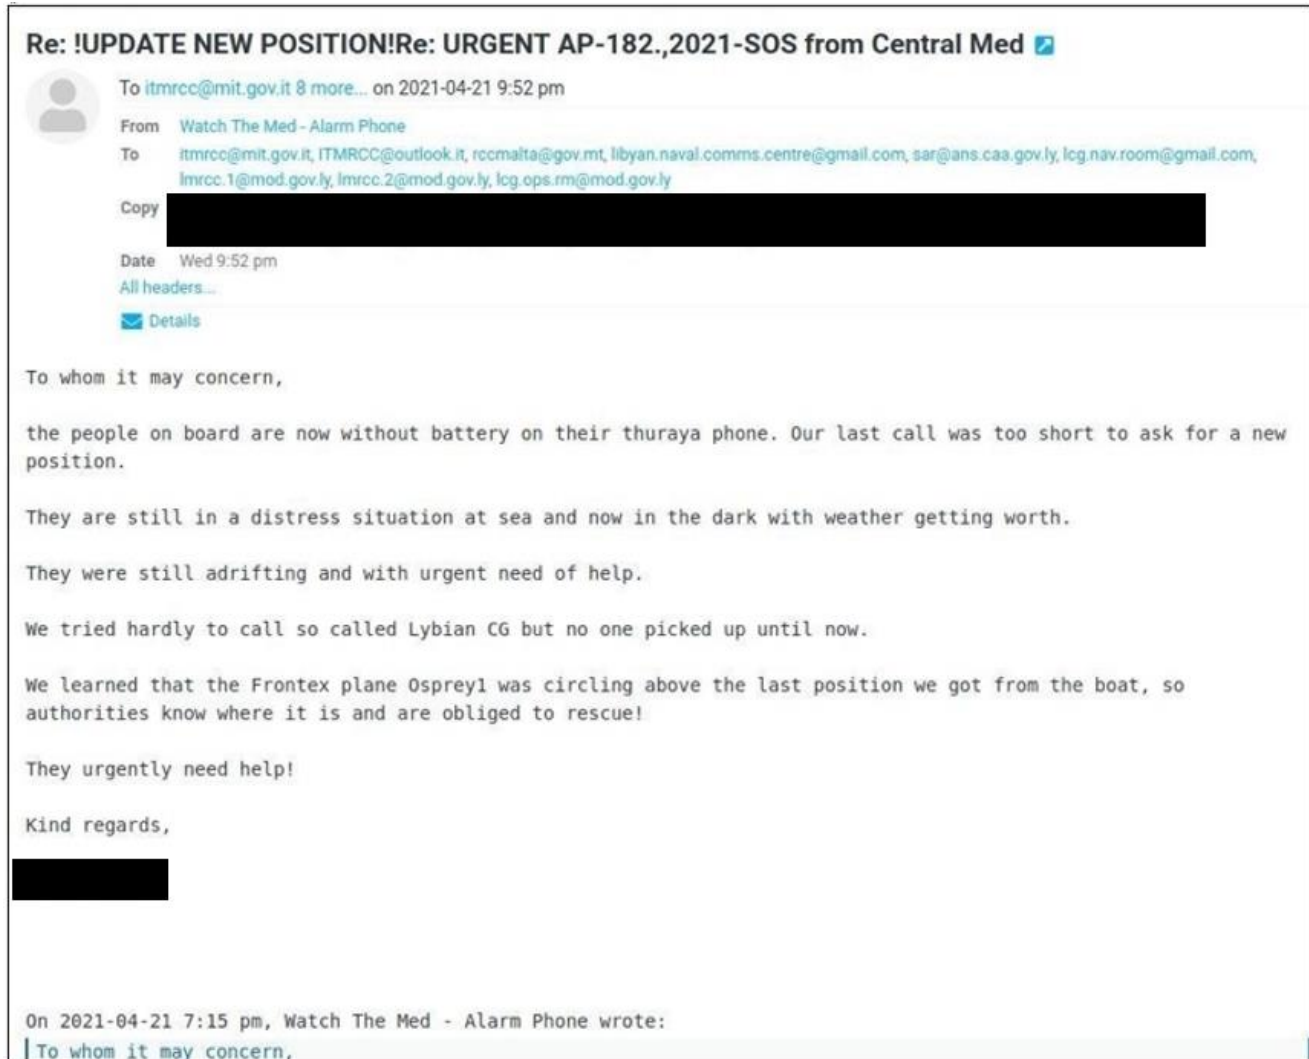 Re: !UPDATE NEW POSITION!Re: URGENT AP-182.,2021-SOS from Central Med
To itmrcc@mit.gov.it 8 more... on 2021-04-21 9:52 pm
From Watch The Med - Alarm Phone
To itmrcc@mit.gov.it, ITMRCC@outlook.it, rccmalta@gov.mt, libyan.naval.comms.centre@gmail.com, sar@ans.caa.gov.ly, lcg.nav.room@gmail.com,
lmrcc.1@mod.gov.ly, lmrcc.2@mod.gov.ly, lcg.ops.rm@mod.gov.ly
Copy
Date Wed 9:52 pm
All headers...
Details
To whom it may concern,
the people on board are now without battery on their thuraya phone. Our last call was too short to ask for a new
position.
They are still in a distress situation at sea and now in the dark with weather getting worth.
They were still adrifting and with urgent need of help.
We tried hardly to call so called Lybian CG but no one picked up until now.
We learned that the Frontex plane Osprey1 was circling above the last position we got from the boat, so
authorities know where it is and are obliged to rescue!
They urgently need help!
Kind regards,
On 2021-04-21 7:15 pm, Watch The Med - Alarm Phone wrote:
To whom it may concern,